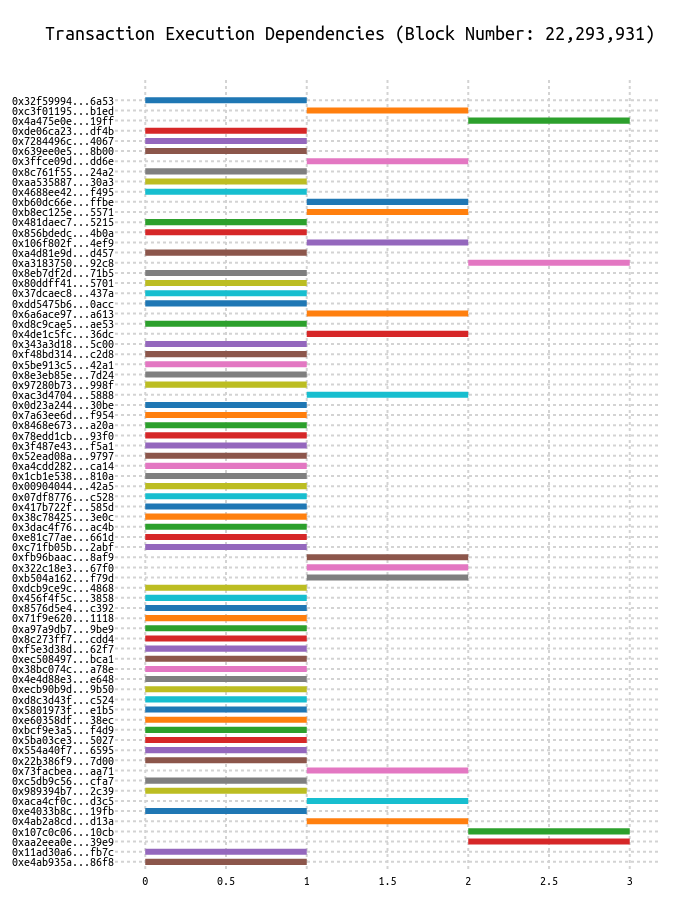 Transaction Execution Dependencies (Block Number: 22,293,931)
0x32f59994...6a53
0xc3f01195...b1ed
0x4a475e0e...19ff
0xde06ca23...df4b
0x7284496c...4067
0x639ee0e5...8b00
0x3ffce09d...dd6e
0x8c761f55...24a2
0xaa535887...30a3
0x4688ee42...f495
0xb60dc66e...ffbe
0xb8ec125e...5571
0x481daec7...5215
0x856bdedc...4b0a
0x106f802f...4ef9
0xa4d81e9d...d457
0xa3183750...92c8
0x8eb7df2d...71b5
0x80ddff41...5701
0x37dcaec8...437a
0xdd5475b6...0acc
0x6a6ace97...a613
0xd8c9cae5...ae53
0x4de1c5fc...36dc
0x343a3d18...5c00
0xf48bd314...c2d8
0x5be913c5...42a1
0x8e3eb85e...7d24
0x97280b73...998f
0xac3d4704...5888
0x0d23a244...30be
0x7a63ee6d...f954
0x8468e673...a20a
0x78edd1cb...93f0
0x3f487e43...f5a1
0x52ead08a...9797
0xa4cdd282...ca14
0x1cb1e538...810a
0x00904044...42a5
0x07df8776...c528
0x417b722f...585d
0x38c78425...3e0c
0x3dac4f76...ac4b
0xe81c77ae...661d
0xc71fb05b...2abf
0xfb96baac...8af9
0x322c18e3...67f0
0xb504a162...f79d
0xdcb9ce9c...4868
0x456f4f5c...3858
0x8576d5e4...c392
0x71f9e620...1118
0xa97a9db7...9be9
0x8c273ff7...cdd4
0xf5e3d38d...62f7
0xec508497...bca1
0x38bc074c...a78e
0x4e4d88e3...e648
0xecb90b9d...9b50
0xd8c3d43f...c524
0x5801973f...e1b5
0xe60358df...38ec
0xbcf9e3a5...f4d9
0x5ba03ce3...5027
0x554a40f7...6595
0x22b386f9...7d00
0x73facbea...aa71
0xc5db9c56...cfa7
0x989394b7...2c39
0xaca4cf0c...d3c5
0xe4033b8c...19fb
0x4ab2a8cd...d13a
0x107c0c06...10cb
0xaa2eea0e...39e9
0x11ad30a6...fb7c
0xe4ab935a...86f8
0 0.5 1 1.5 2 2.5 3